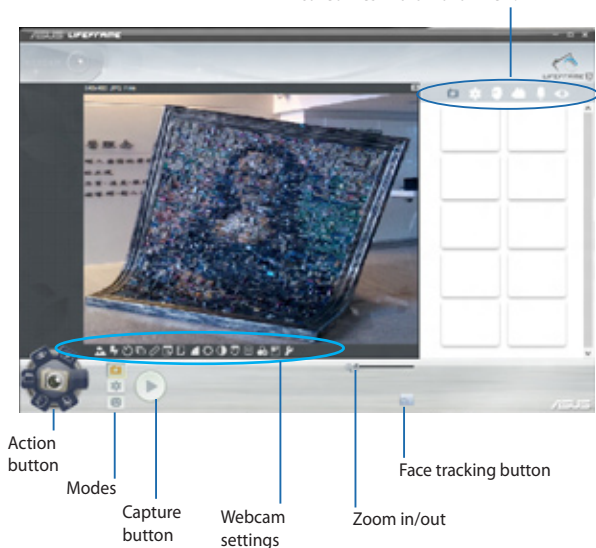 ASUS LIFEFRAME
LIFEFRAME
ASUS
Action
button
Modes
Capture
button
Webcam
settings
Zoom in/out
Face tracking button